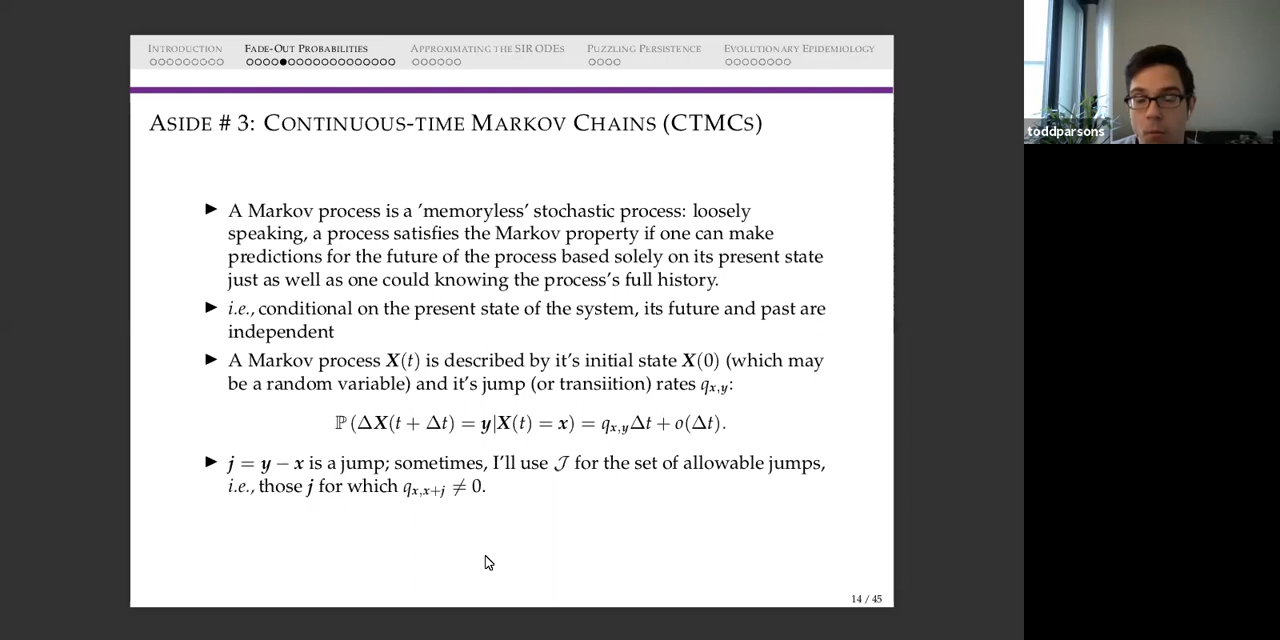 INTRODUCTION FADE-OUT PROBABILITIES APPROXIMATING THE SIR ODES PUZZLING PERSISTENCE EVOLUTIONARY EPIDEMIOLOGY
ASIDE # 3: CONTINUOUS-TIME MARKOV CHAINS (CTMCS)
A Markov process is a 'memoryless' stochastic process: loosely
speaking, a process satisfies the Markov property if one can make
predictions for the future of the process based solely on its present state
just as well as one could knowing the process's full history.
i.e., conditional on the present state of the system, its future and past are
independent
A Markov process X(t) is described by it's initial state X(0) (which may
be a random variable) and it's jump (or transiition) rates q_{x,y}:
ℙ(ΔX(t + Δt) = y|X(t) = x) = q_{x,y}Δt + o(Δt).
j = y − x is a jump; sometimes, I'll use 𝒥 for the set of allowable jumps,
i.e., those j for which q_{x,x+j} ≠ 0.
14 / 45
toddparsons